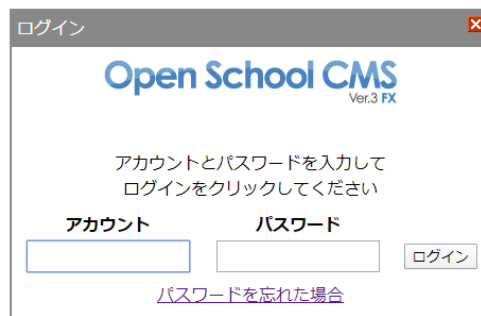 ログイン
Open School CMS
Ver.3 FX
アカウントとパスワードを入力して
ログインをクリックしてください
アカウント パスワード
ログイン
パスワードを忘れた場合